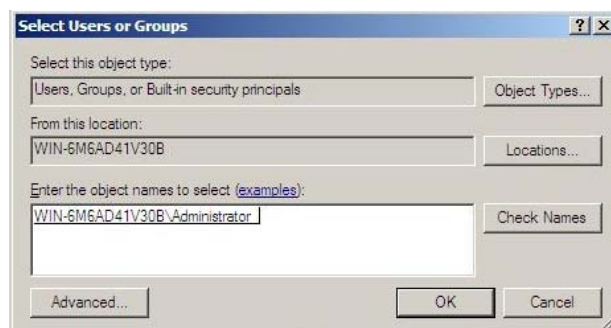 Select Users or Groups
Select this object type:
Users, Groups, or Built-in security principals
Object Types...
From this location:
WIN-6M6AD41V30B
Locations...
Enter the object names to select (examples):
WIN-6M6AD41V30B\Administrator
Check Names
Advanced...
OK
Cancel